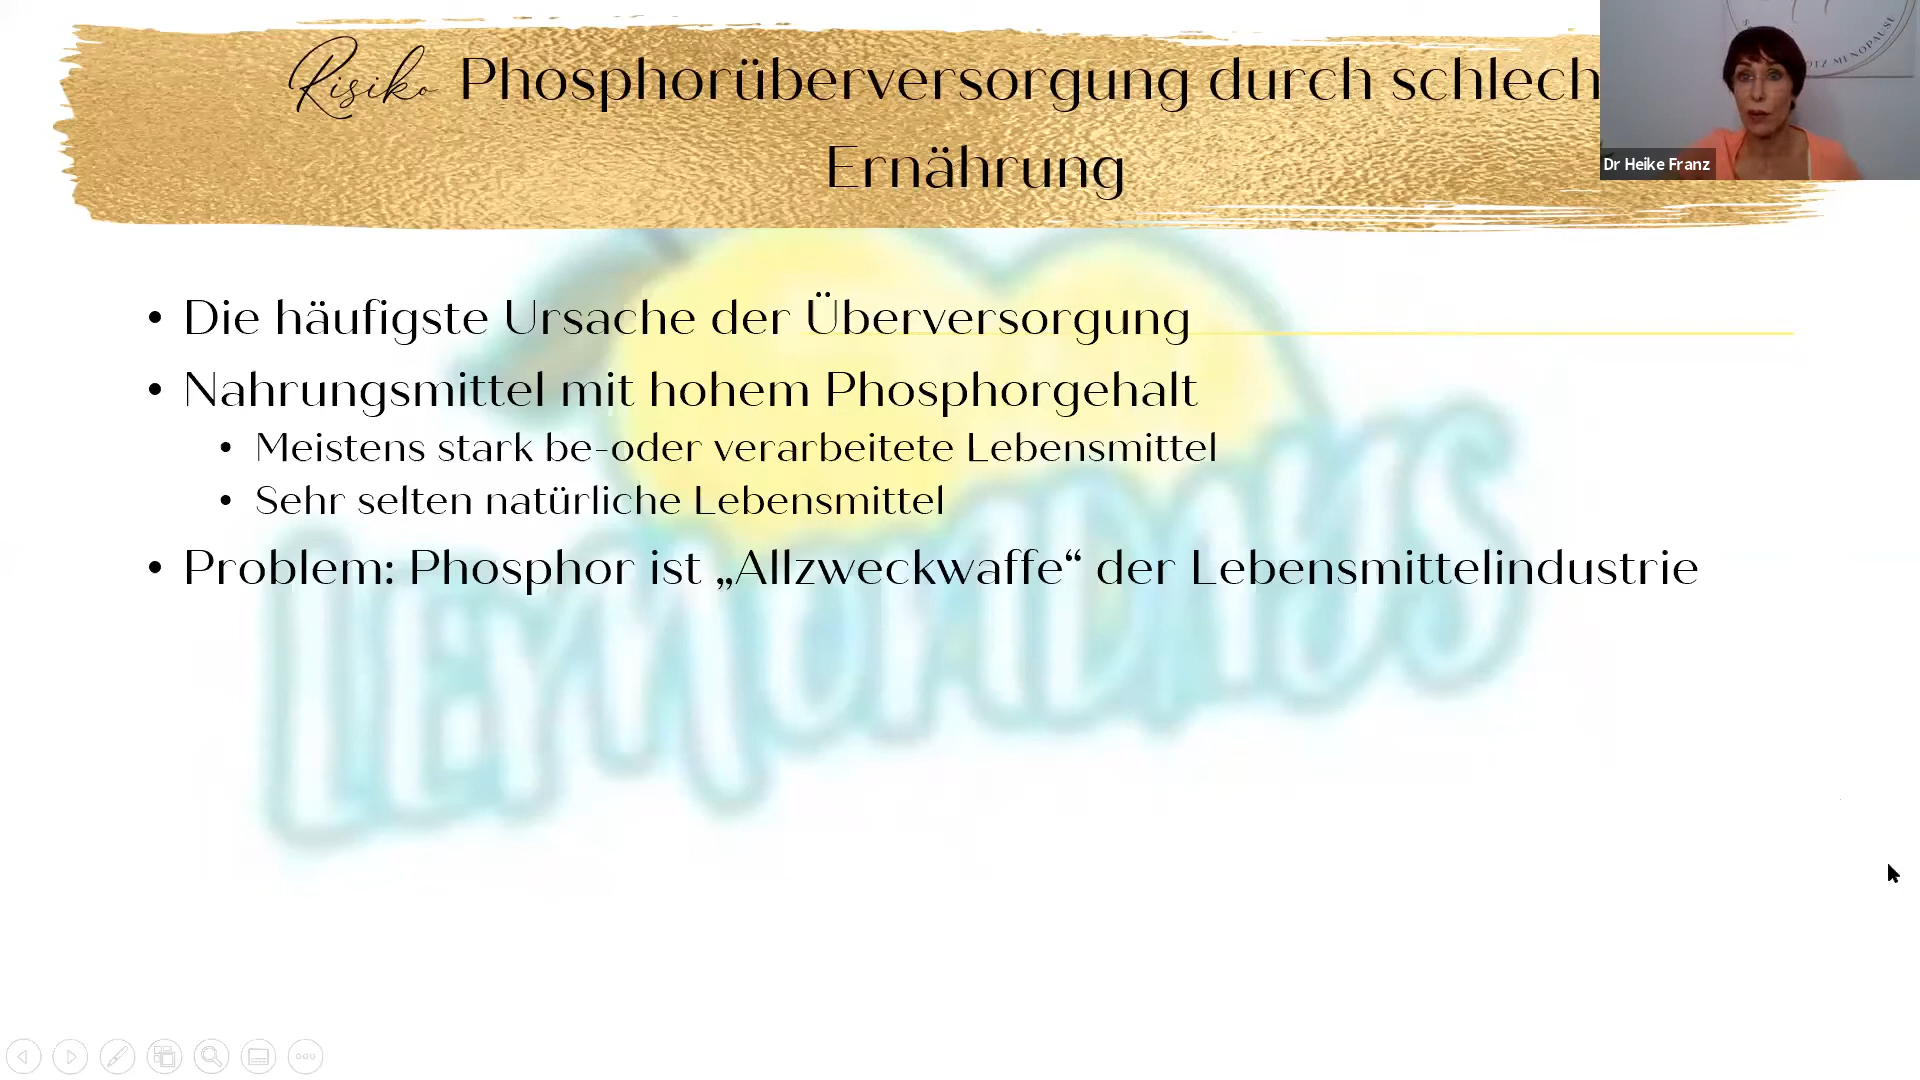 Risiko Phosphorüberversorgung durch schlech
Ernährung
Dr Heike Franz
• Die häufigste Ursache der Überversorgung
• Nahrungsmittel mit hohem Phosphorgehalt
• Meistens stark be-oder verarbeitete Lebensmittel
• Sehr selten natürliche Lebensmittel
• Problem: Phosphor ist „Allzweckwaffe“ der Lebensmittelindustrie
LEMONDAYS